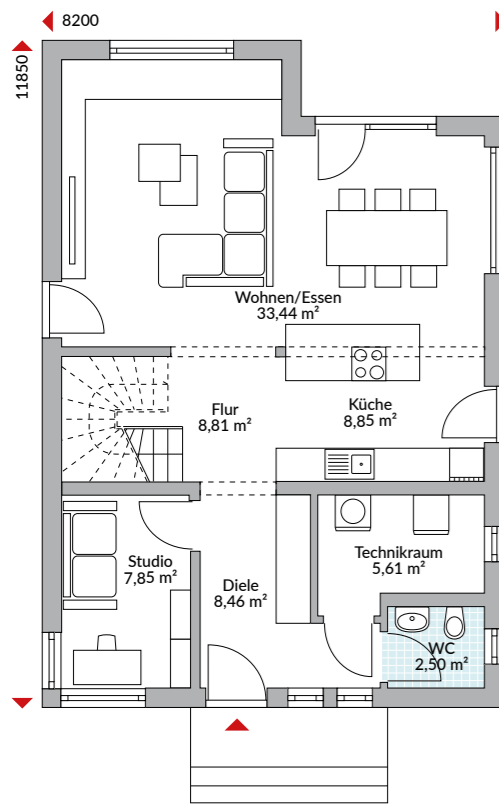 8200
11850
Wohnen/Essen
33,44 m²
Flur
8,81 m²
Küche
8,85 m²
Studio
7,85 m²
Diele
8,46 m²
Technikraum
5,61 m²
WC
2,50 m²